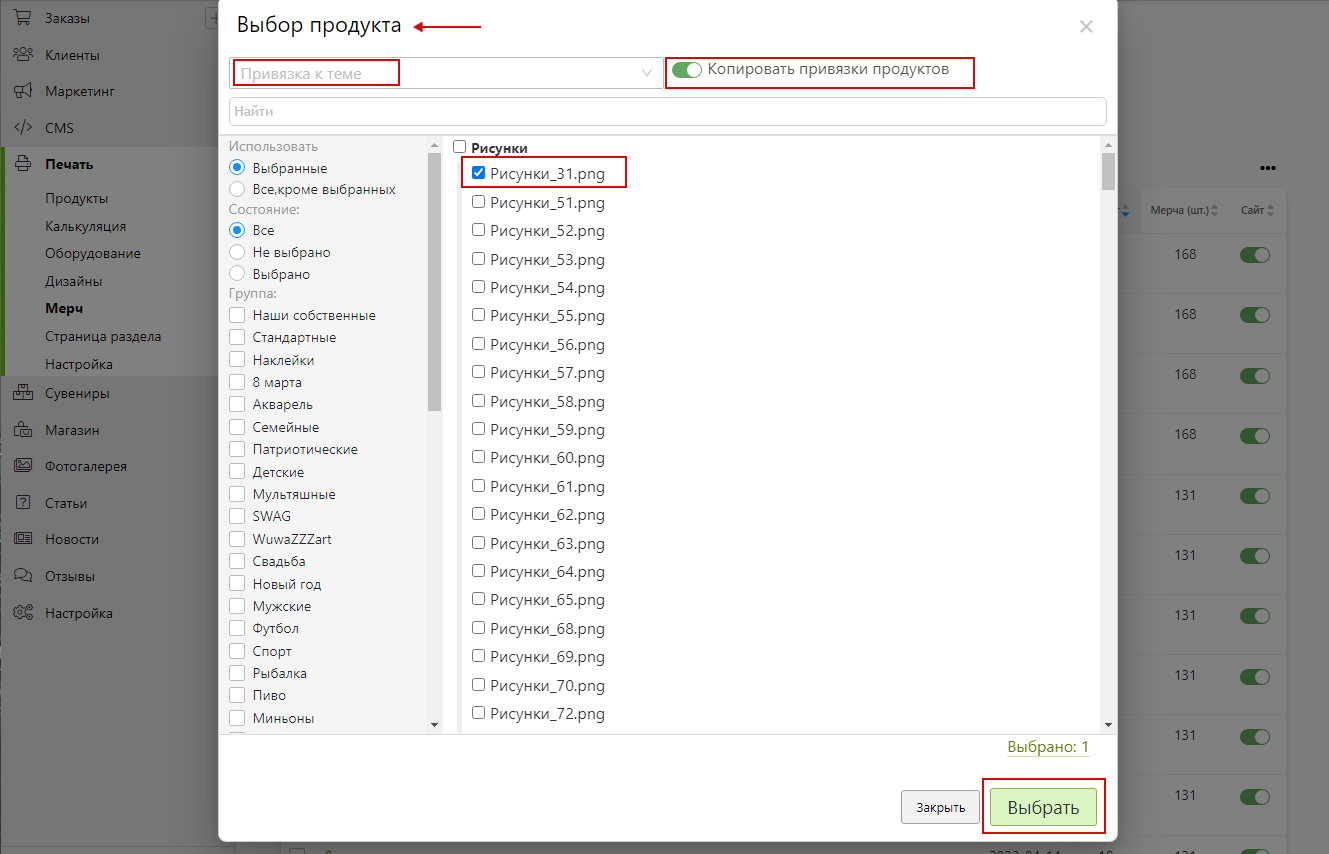 Заказы
Клиенты
Маркетинг
CMS
Печать
Продукты
Калькуляция
Оборудование
Дизайны
Мерч
Страница раздела
Настройка
Сувениры
Магазин
Фотогалерея
Статьи
Новости
Отзывы
Настройка
Выбор продукта
Привязка к теме
Копировать привязки продуктов
Найти
Использовать
Выбранные
Все,кроме выбранных
Состояние:
Все
Не выбрано
Выбрано
Группа:
Наши собственные
Стандартные
Наклейки
8 марта
Акварель
Семейные
Патриотические
Детские
Мультяшные
SWAG
WuwaZZZart
Свадьба
Новый год
Мужские
Футбол
Спорт
Рыбалка
Пиво
Миньоны
Рисунки
Рисунки_31.png
Рисунки_51.png
Рисунки_52.png
Рисунки_53.png
Рисунки_54.png
Рисунки_55.png
Рисунки_56.png
Рисунки_57.png
Рисунки_58.png
Рисунки_59.png
Рисунки_60.png
Рисунки_61.png
Рисунки_62.png
Рисунки_63.png
Рисунки_64.png
Рисунки_65.png
Рисунки_68.png
Рисунки_69.png
Рисунки_70.png
Рисунки_72.png
Выбрано: 1
Закрыть
Выбрать
Мерча (шт.) Сайт
168
168
168
168
131
131
131
131
131
131